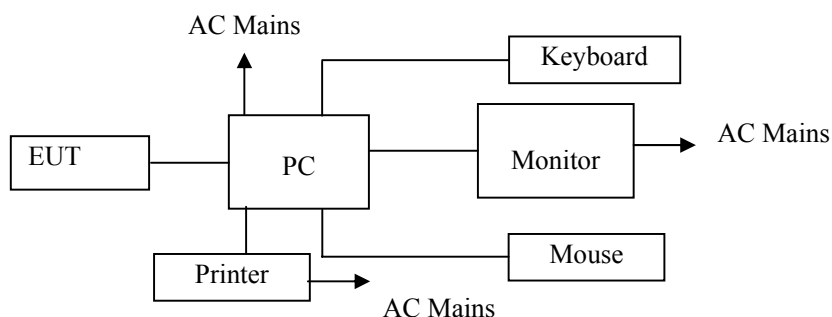 AC Mains
Keyboard
EUT
PC
Monitor
AC Mains
Printer
Mouse
AC Mains